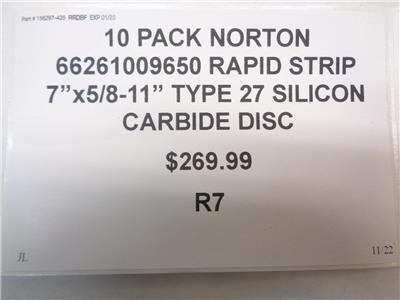 Part # 156297-435 RRDBF EXP 01/23
10 PACK NORTON
66261009650 RAPID STRIP
7”x5/8-11” TYPE 27 SILICON
CARBIDE DISC
$269.99
R7
JL
11/22